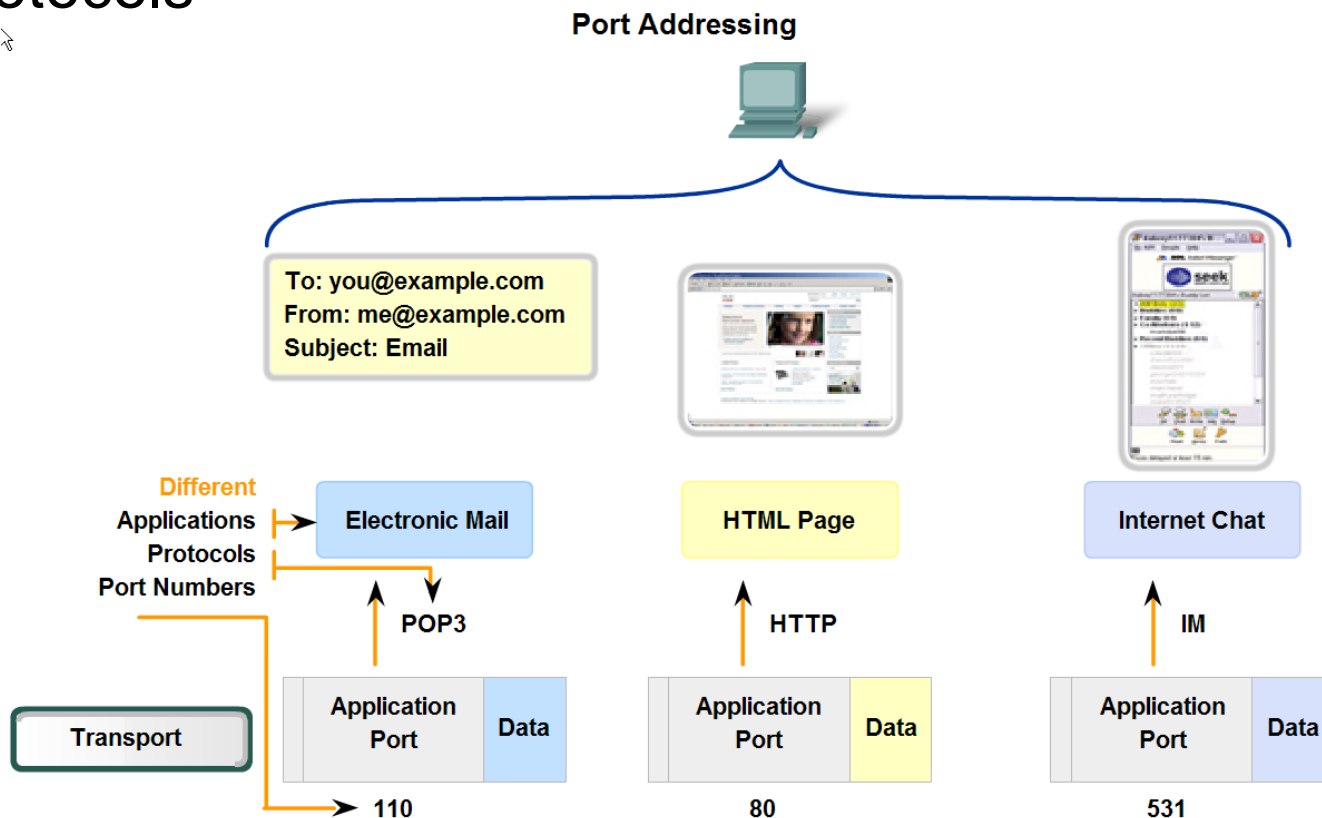 otocols
Port Addressing
To: you@example.com
From: me@example.com
Subject: Email
seek
Different
Applications
Protocols
Port Numbers
Electronic Mail
HTML Page
Internet Chat
POP3
HTTP
IM
Transport
Application
Port
Data
Application
Port
Data
Application
Port
Data
110
80
531